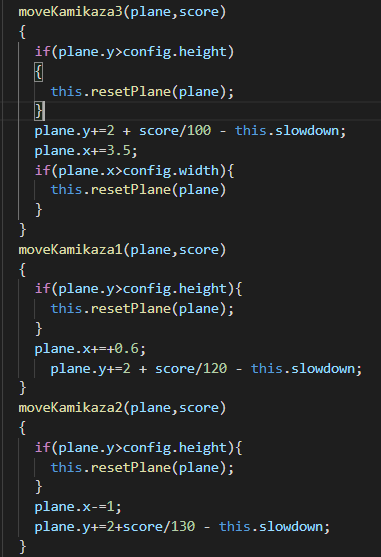 moveKamikaza3(plane,score)
{
if(plane.y>config.height)
{
this.resetPlane(plane);
}
plane.y+=2 + score/100 - this.slowdown;
plane.x+=3.5;
if(plane.x>config.width){
this.resetPlane(plane)
}
}
moveKamikaza1(plane,score)
{
if(plane.y>config.height){
this.resetPlane(plane);
}
plane.x+=+0.6;
plane.y+=2 + score/120 - this.slowdown;
}
moveKamikaza2(plane,score)
{
if(plane.y>config.height){
this.resetPlane(plane);
}
plane.x-=1;
plane.y+=2+score/130 - this.slowdown;
}